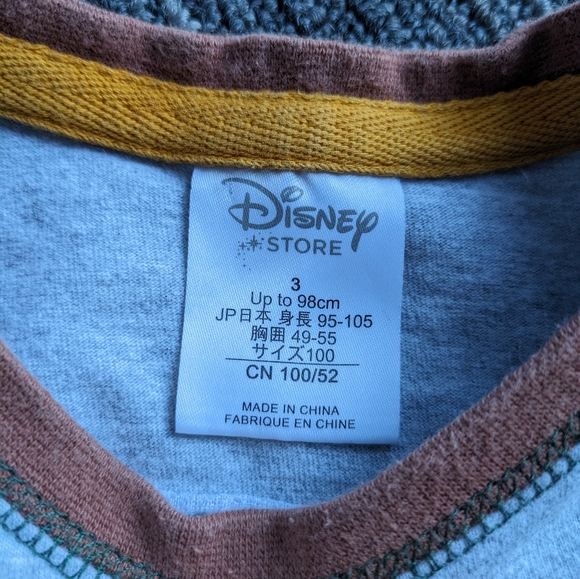 Disney
STORE
3
Up to 98cm
JP日本 身長 95-105
胸囲 49-55
サイズ100
CN 100/52
MADE IN CHINA
FABRIQUE EN CHINE